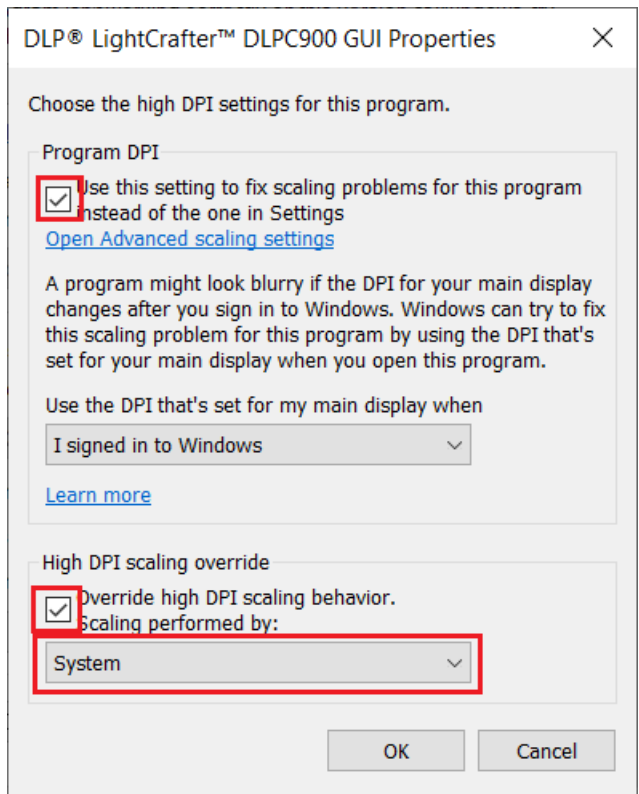 DLP® LightCrafter™ DLPC900 GUI Properties
Choose the high DPI settings for this program.
Program DPI
Use this setting to fix scaling problems for this program
instead of the one in Settings
Open Advanced scaling settings
A program might look blurry if the DPI for your main display
changes after you sign in to Windows. Windows can try to fix
this scaling problem for this program by using the DPI that's
set for your main display when you open this program.
Use the DPI that's set for my main display when
I signed in to Windows
Learn more
High DPI scaling override
Override high DPI scaling behavior.
Scaling performed by:
System
OK
Cancel